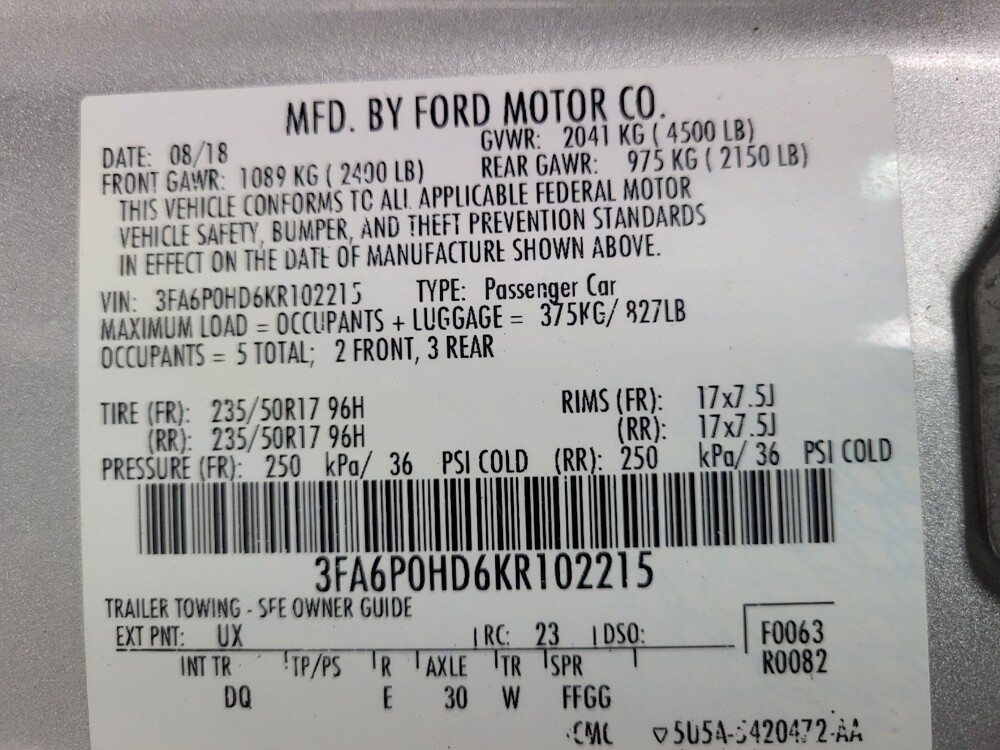 MFD. BY FORD MOTOR CO.
DATE: 08/18 GVWR: 2041 KG ( 4500 LB)
FRONT GAWR: 1089 KG ( 2400 LB) REAR GAWR: 975 KG ( 2150 LB)
THIS VEHICLE CONFORMS TO ALL APPLICABLE FEDERAL MOTOR
VEHICLE SAFETY, BUMPER, AND THEFT PREVENTION STANDARDS
IN EFFECT ON THE DATE OF MANUFACTURE SHOWN ABOVE.
VIN: 3FA6P0HD6KR102215 TYPE: Passenger Car
MAXIMUM LOAD = OCCUPANTS + LUGGAGE = 375KG/ 827LB
OCCUPANTS = 5 TOTAL; 2 FRONT, 3 REAR
TIRE (FR): 235/50R17 96H RIMS (FR): 17x7.5J
(RR): 235/50R17 96H (RR): 17x7.5J
PRESSURE (FR): 250 kPa/ 36 PSI COLD (RR): 250 kPa/ 36 PSI COLD
3FA6P0HD6KR102215
TRAILER TOWING - SEE OWNER GUIDE
EXT PNT: UX RC: 23 DSO: F0063
INT TR TP/PS R AXLE TR SPR R0082
DQ E 30 W FFGG
CMC ▽5U5A-5420472-AA